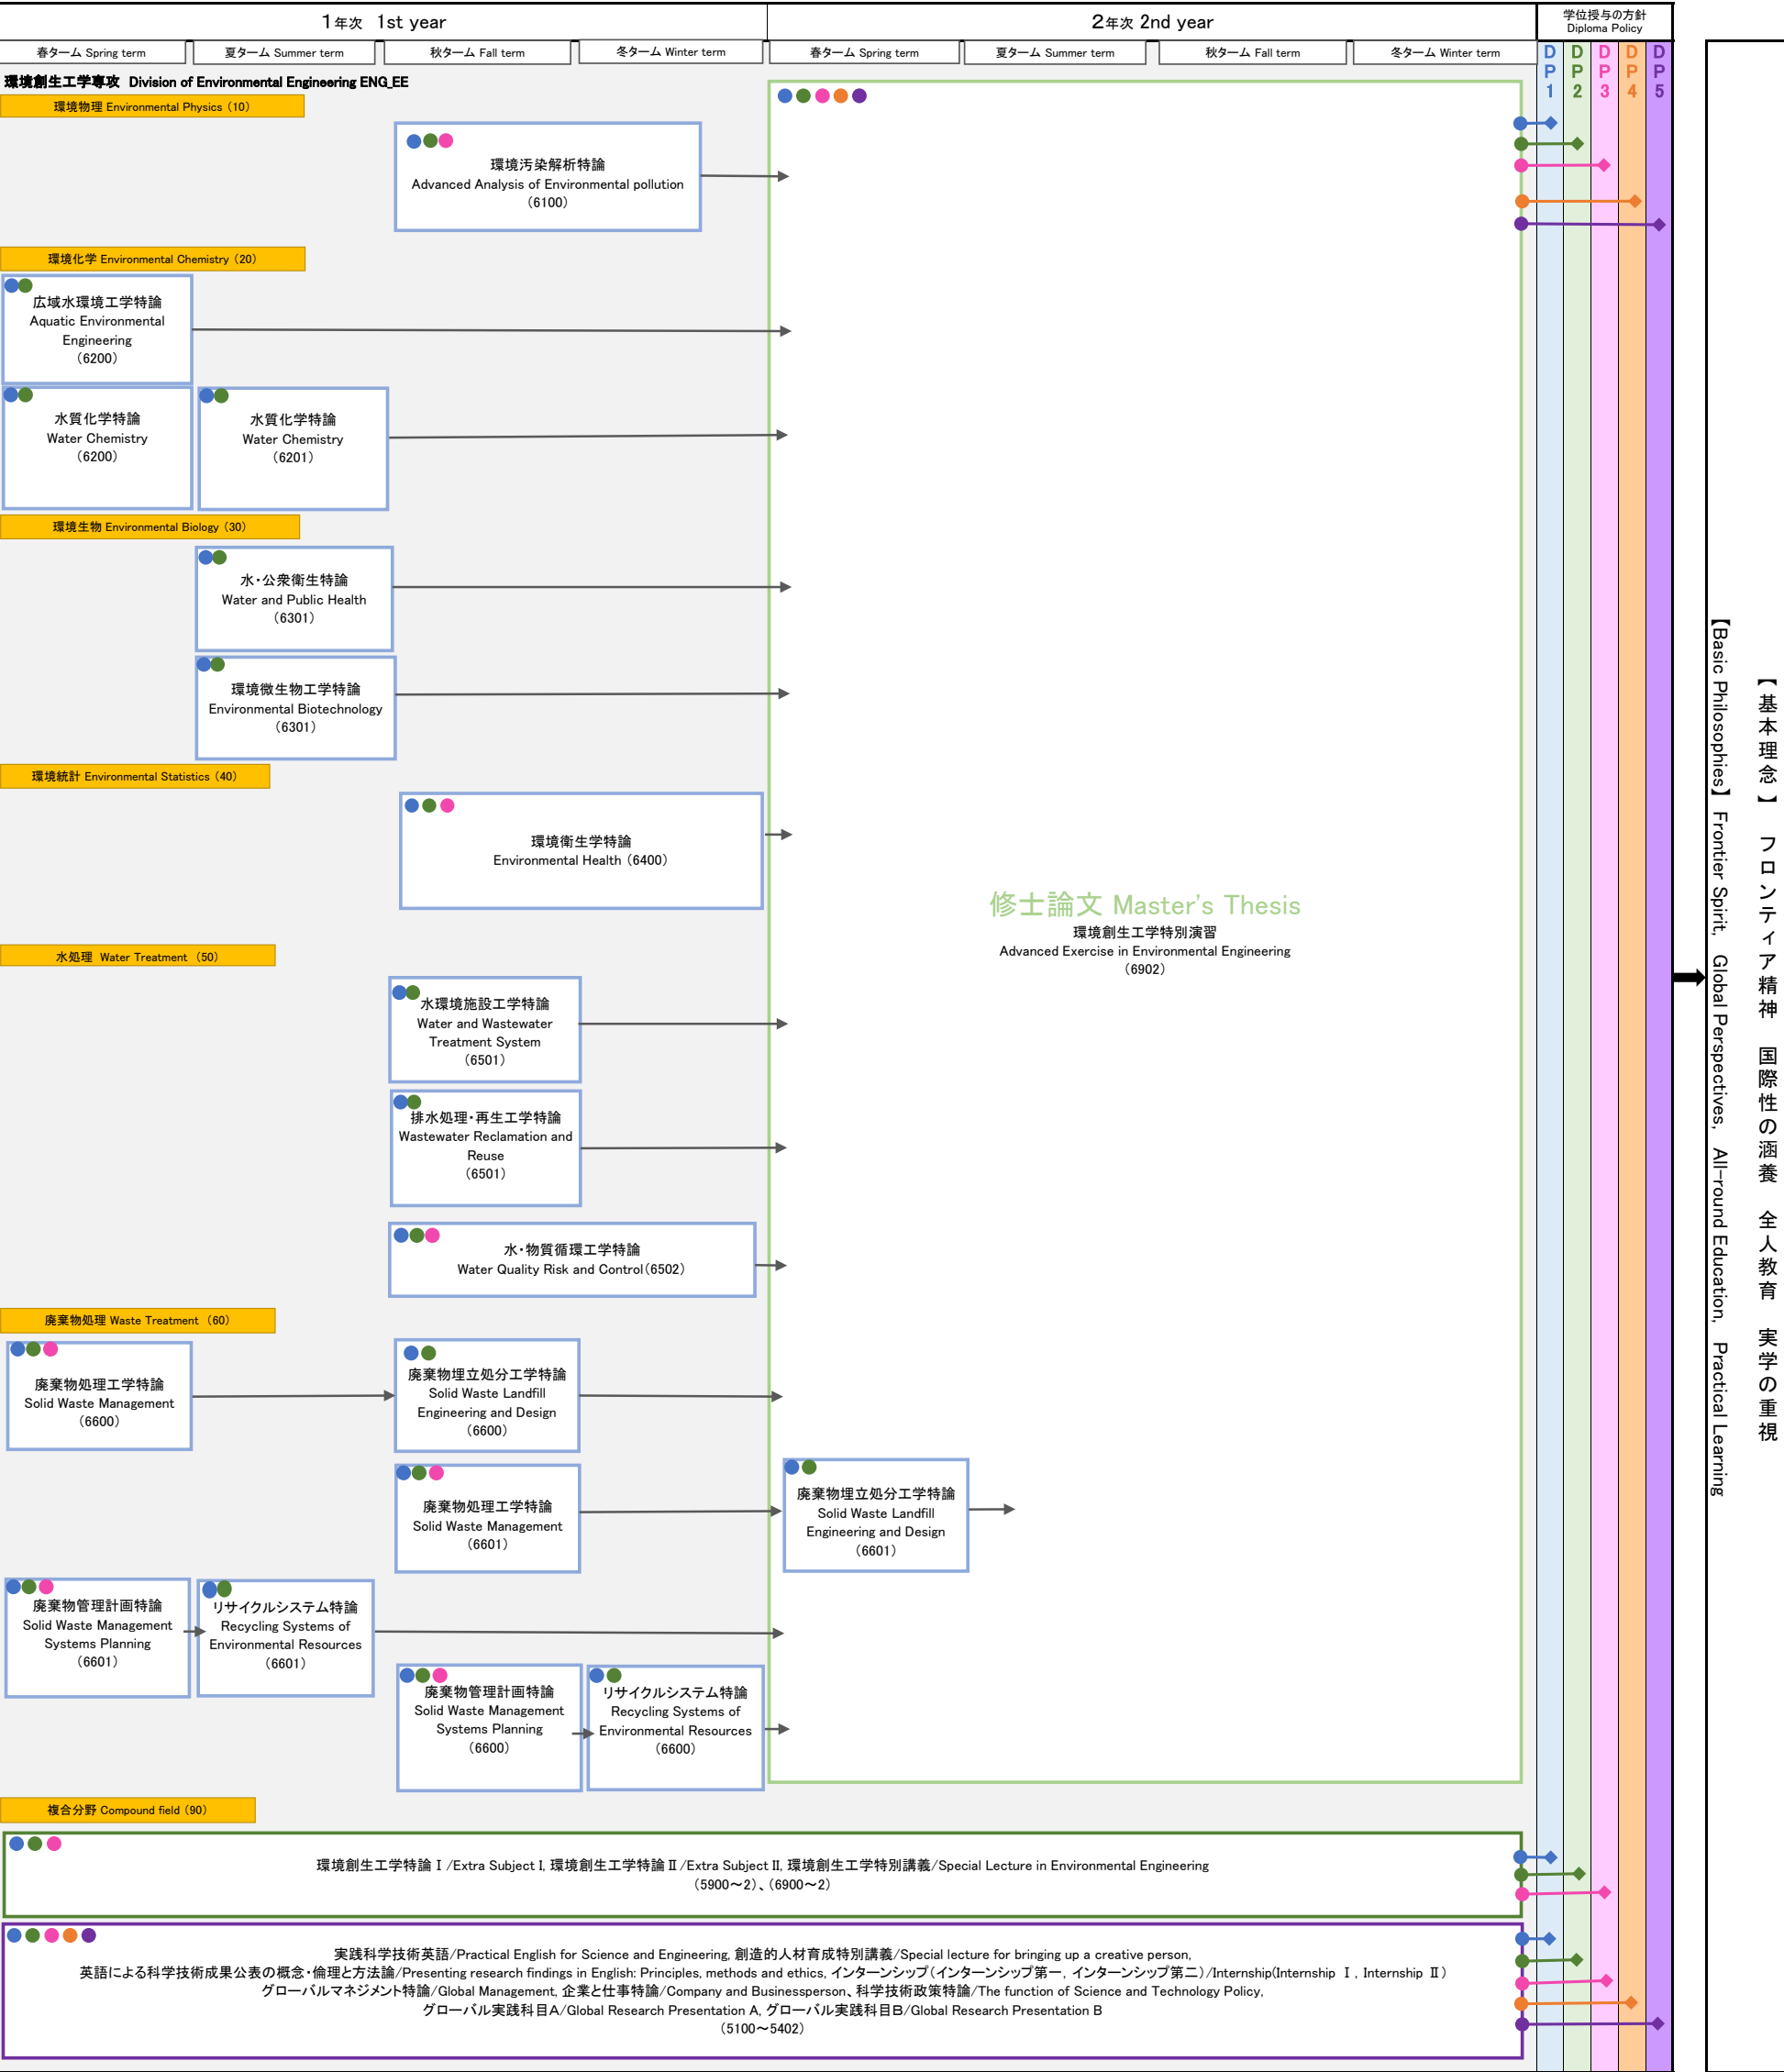 1年次 1st year
2年次 2nd year
学位授与の方針
Diploma Policy
春ターム Spring term
夏ターム Summer term
秋ターム Fall term
冬ターム Winter term
春ターム Spring term
夏ターム Summer term
秋ターム Fall term
冬ターム Winter term
DP1
DP2
DP3
DP4
DP5
環境創生工学専攻 Division of Environmental Engineering ENG_EE
環境物理 Environmental Physics (10)
環境汚染解析特論
Advanced Analysis of Environmental pollution
(6100)
環境化学 Environmental Chemistry (20)
広域水環境工学特論
Aquatic Environmental
Engineering
(6200)
水質化学特論
Water Chemistry
(6200)
水質化学特論
Water Chemistry
(6201)
環境生物 Environmental Biology (30)
水・公衆衛生特論
Water and Public Health
(6301)
環境微生物工学特論
Environmental Biotechnology
(6301)
環境統計 Environmental Statistics (40)
環境衛生学特論
Environmental Health (6400)
修士論文 Master's Thesis
環境創生工学特別演習
Advanced Exercise in Environmental Engineering
(6902)
水処理 Water Treatment (50)
水環境施設工学特論
Water and Wastewater
Treatment System
(6501)
排水処理・再生工学特論
Wastewater Reclamation and
Reuse
(6501)
水・物質循環工学特論
Water Quality Risk and Control(6502)
廃棄物処理 Waste Treatment (60)
廃棄物処理工学特論
Solid Waste Management
(6600)
廃棄物埋立処分工学特論
Solid Waste Landfill
Engineering and Design
(6600)
廃棄物処理工学特論
Solid Waste Management
(6601)
廃棄物埋立処分工学特論
Solid Waste Landfill
Engineering and Design
(6601)
廃棄物管理計画特論
Solid Waste Management
Systems Planning
(6601)
リサイクルシステム特論
Recycling Systems of
Environmental Resources
(6601)
廃棄物管理計画特論
Solid Waste Management
Systems Planning
(6600)
リサイクルシステム特論
Recycling Systems of
Environmental Resources
(6600)
複合分野 Compound field (90)
環境創生工学特論Ⅰ/Extra Subject I, 環境創生工学特論Ⅱ/Extra Subject II, 環境創生工学特別講義/Special Lecture in Environmental Engineering
(5900～2)、(6900～2)
実践科学技術英語/Practical English for Science and Engineering, 創造的人材育成特別講義/Special lecture for bringing up a creative person,
英語による科学技術成果公表の概念・倫理と方法論/Presenting research findings in English: Principles, methods and ethics, インターンシップ(インターンシップ第一, インターンシップ第二)/Internship(Internship Ⅰ, Internship Ⅱ)
グローバルマネジメント特論/Global Management, 企業と仕事特論/Company and Businessperson、科学技術政策特論/The function of Science and Technology Policy,
グローバル実践科目A/Global Research Presentation A, グローバル実践科目B/Global Research Presentation B
(5100～5402)
【基本理念】 フロンティア精神 国際性の涵養 全人教育 実学の重視
【Basic Philosophies】 Frontier Spirit, Global Perspectives, All-round Education, Practical Learning